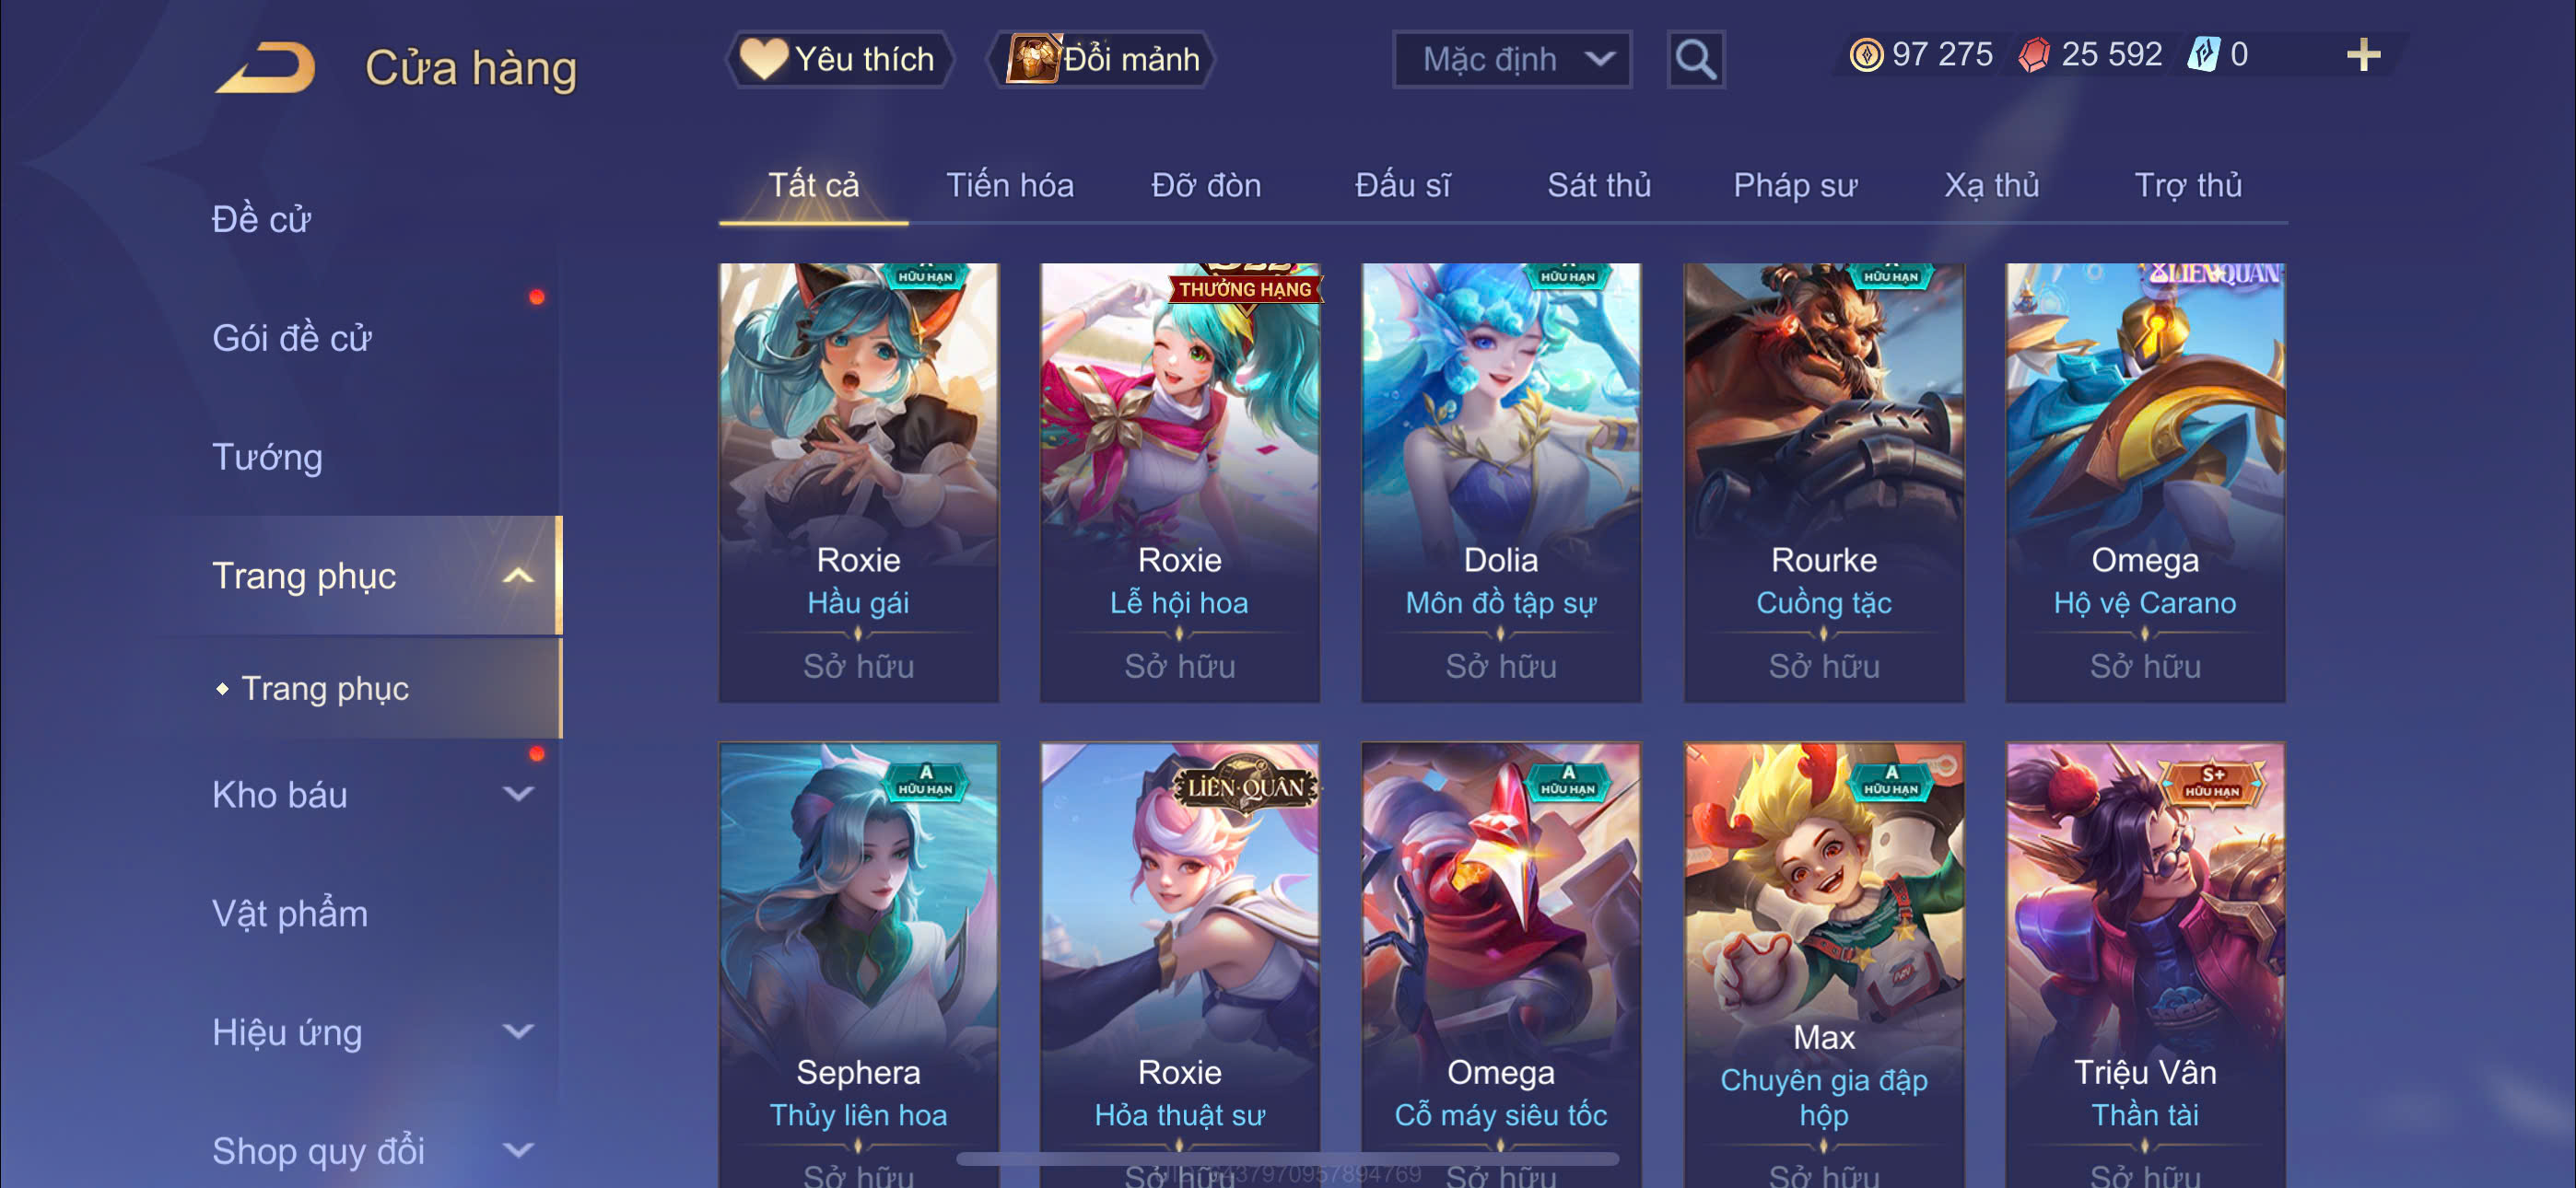 Cửa hàng
Yêu thích
Đổi mảnh
Mặc định
97 275
25 592
0
Đề cử
Gói đề cử
Tướng
Trang phục
Trang phục
Kho báu
Vật phẩm
Hiệu ứng
Shop quy đổi
Tất cả
Tiến hóa
Đỡ đòn
Đấu sĩ
Sát thủ
Pháp sư
Xạ thủ
Trợ thủ
HỮU HẠN
Roxie
Hầu gái
Sở hữu
THƯỞNG HẠNG
Roxie
Lễ hội hoa
Sở hữu
HỮU HẠN
Dolia
Môn đồ tập sự
Sở hữu
HỮU HẠN
Rourke
Cuồng tặc
Sở hữu
LIÊN QUÂN
Omega
Hộ vệ Carano
Sở hữu
A
HỮU HẠN
Sephera
Thủy liên hoa
Sở hữu
LIÊN QUÂN
Roxie
Hỏa thuật sư
Sở hữu
A
HỮU HẠN
Omega
Cỗ máy siêu tốc
Sở hữu
A
HỮU HẠN
Max
Chuyên gia đập
hộp
Sở hữu
S+
HỮU HẠN
Triệu Vân
Thần tài
Sở hữu